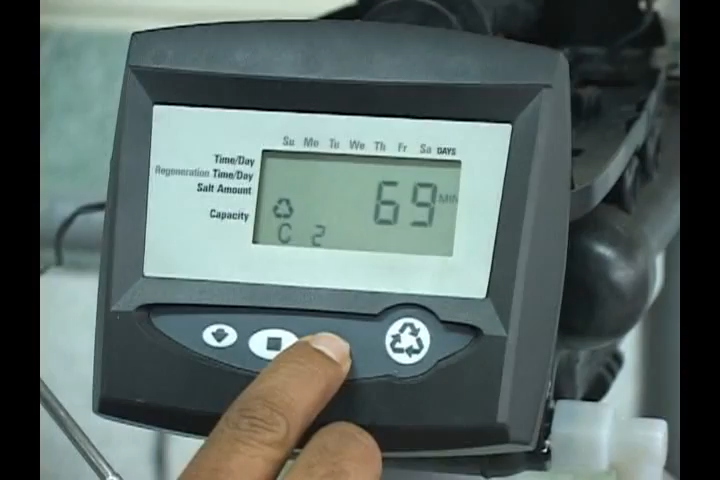 Su Mo Tu We Th Fr Sa DAYS
Time/Day
Regeneration Time/Day
Salt Amount
Capacity
69 MIN
C 2